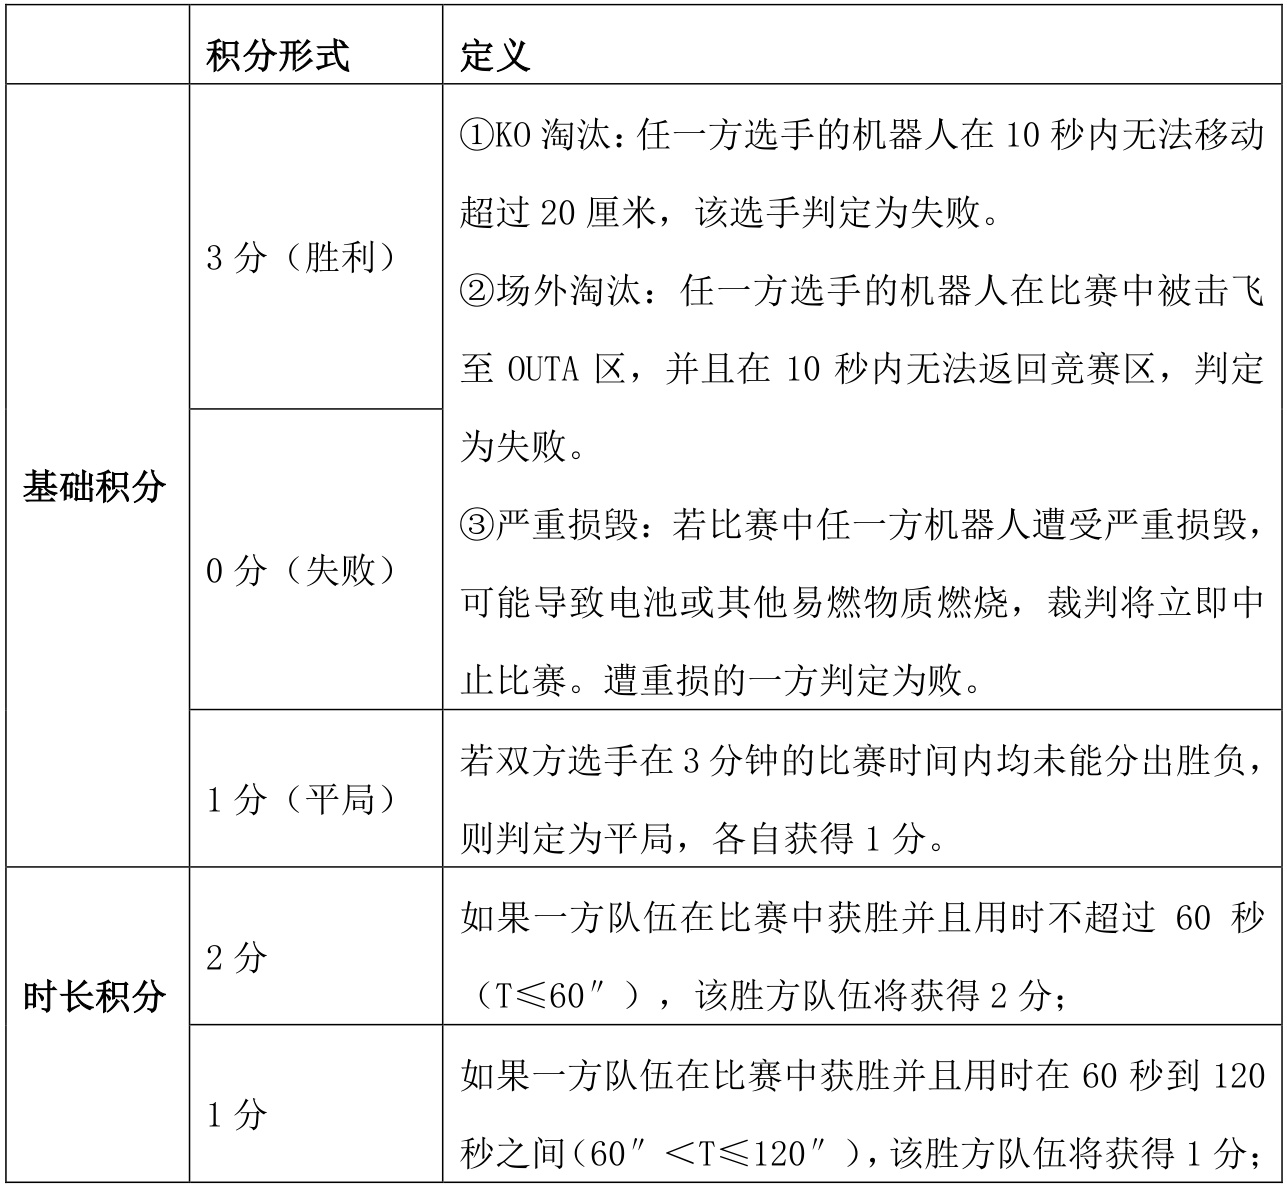 积分形式 定义
基础积分
3 分（胜利）
①KO 淘汰：任一方选手的机器人在 10 秒内无法移动
超过 20 厘米，该选手判定为失败。
②场外淘汰：任一方选手的机器人在比赛中被击飞
至 OUTA 区，并且在 10 秒内无法返回竞赛区，判定
为失败。
0 分（失败）
③严重损毁：若比赛中任一方机器人遭受严重损毁，
可能导致电池或其他易燃物质燃烧，裁判将立即中
止比赛。遭重损的一方判定为败。
1 分（平局）
若双方选手在 3 分钟的比赛时间内均未能分出胜负，
则判定为平局，各自获得 1 分。
时长积分
2 分
如果一方队伍在比赛中获胜并且用时不超过 60 秒
（T≤60″），该胜方队伍将获得 2 分；
1 分
如果一方队伍在比赛中获胜并且用时在 60 秒到 120
秒之间（60″＜T≤120″），该胜方队伍将获得 1 分；